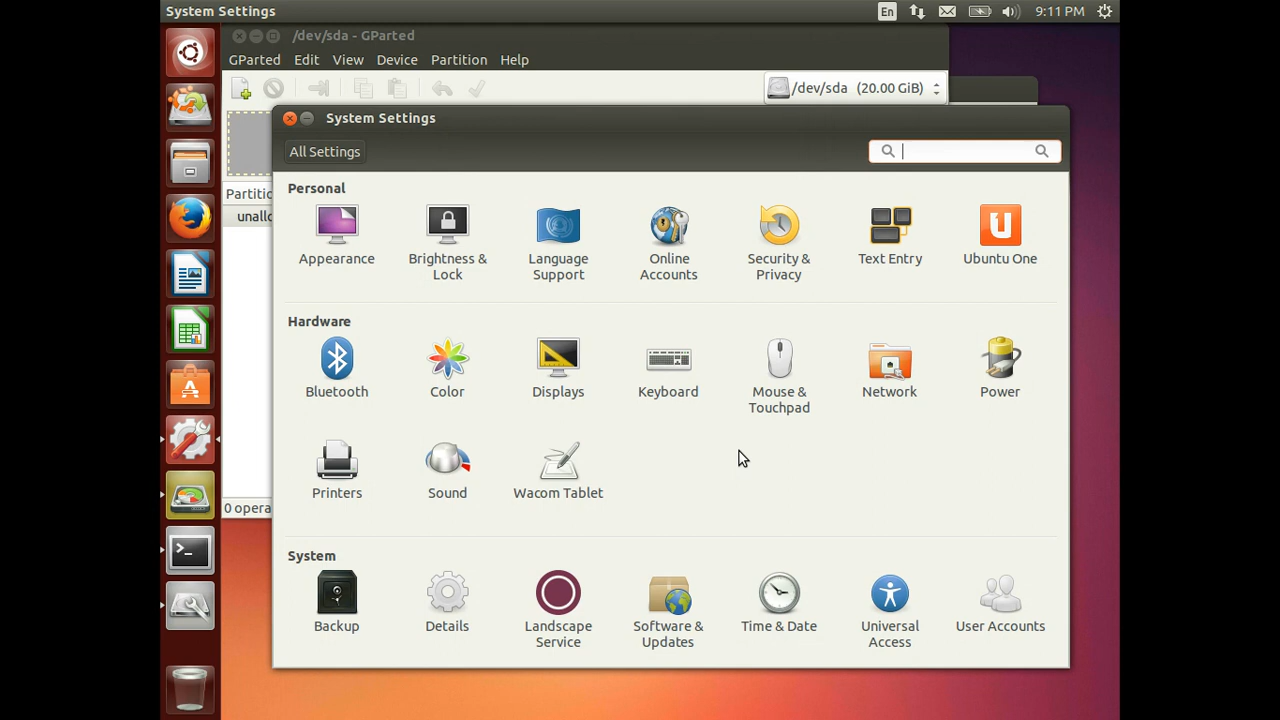 System Settings
En
9:11 PM
/dev/sda - GParted
GParted Edit View Device Partition Help
/dev/sda (20.00 GiB)
System Settings
All Settings
Personal
Appearance
Brightness &
Lock
Language
Support
Online
Accounts
Security &
Privacy
Text Entry
Ubuntu One
Hardware
Bluetooth
Color
Displays
Keyboard
Mouse &
Touchpad
Network
Power
Printers
Sound
Wacom Tablet
System
Backup
Details
Landscape
Service
Software &
Updates
Time & Date
Universal
Access
User Accounts
Partitio
unallo
0 opera